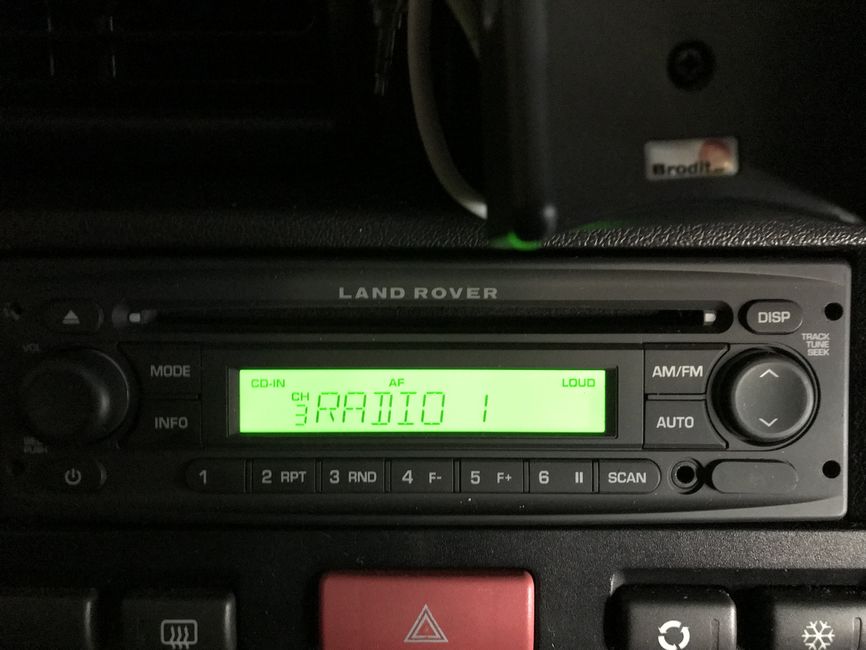 Brodit
LAND ROVER
DISP
TRACK
TUNE
SEEK
VOL
MODE
INFO
CD-IN AF LOUD
CH
3 RADIO 1
AM/FM
AUTO
PUSH
1 2 RPT 3 RND 4 F- 5 F+ 6 II SCAN